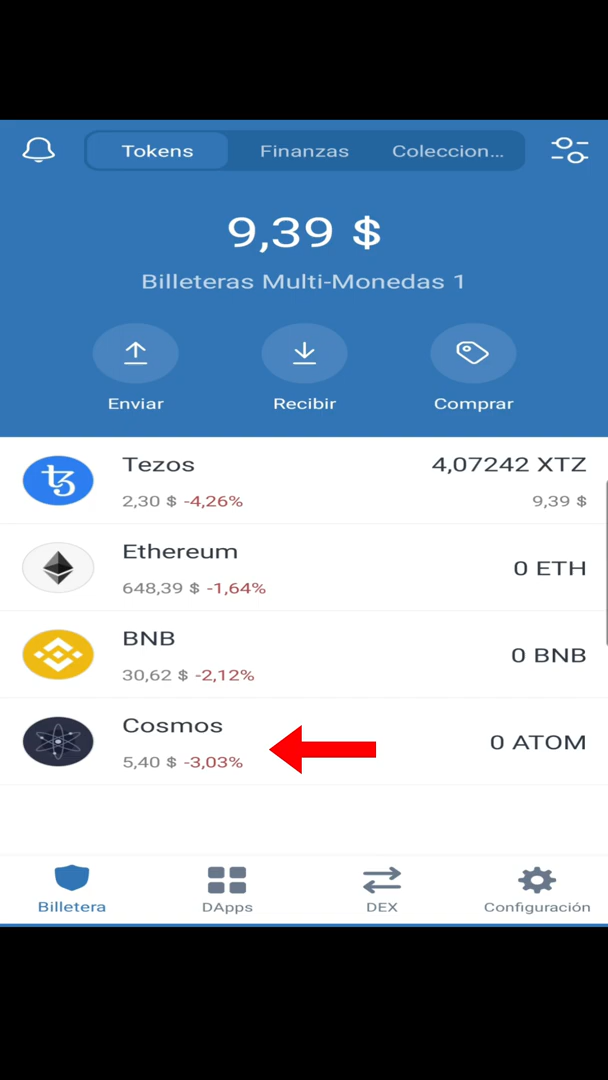 Tokens Finanzas Coleccion...
9,39 $
Billeteras Multi-Monedas 1
Enviar Recibir Comprar
Tezos 4,07242 XTZ
2,30 $ -4,26% 9,39 $
Ethereum 0 ETH
648,39 $ -1,64%
BNB 0 BNB
30,62 $ -2,12%
Cosmos 0 ATOM
5,40 $ -3,03%
Billetera DApps DEX Configuración